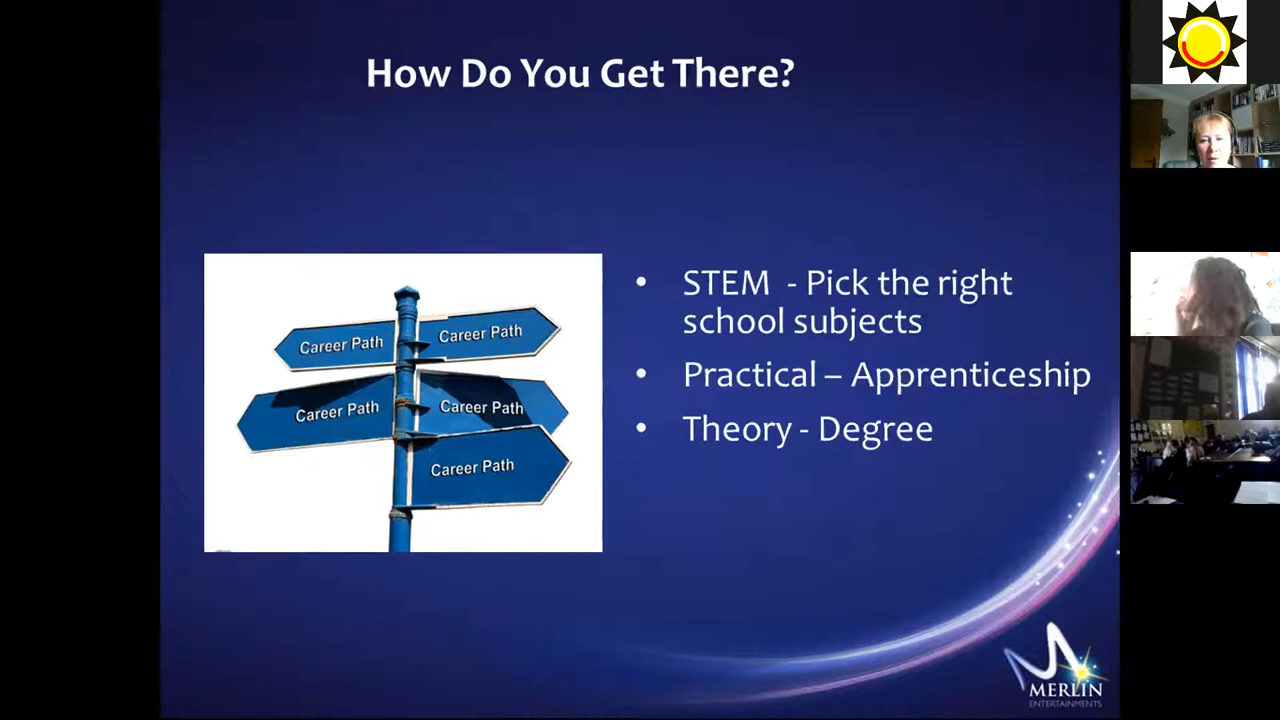 How Do You Get There?
Career Path
Career Path
Career Path
Career Path
Career Path
• STEM - Pick the right
school subjects
• Practical – Apprenticeship
• Theory - Degree
MERLIN
ENTERTAINMENTS